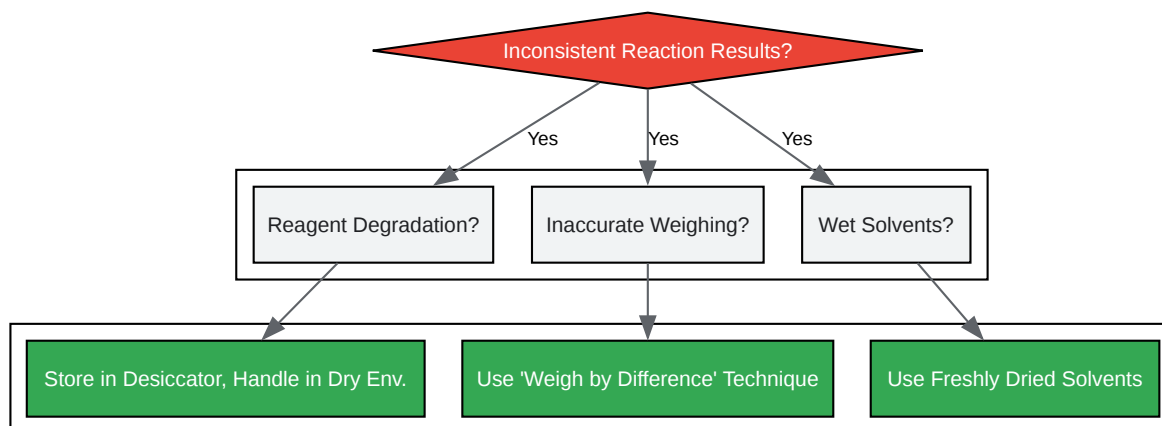 Inconsistent Reaction Results?
Yes
Yes
Yes
Reagent Degradation?
Inaccurate Weighing?
Wet Solvents?
Store in Desiccator, Handle in Dry Env.
Use 'Weigh by Difference' Technique
Use Freshly Dried Solvents